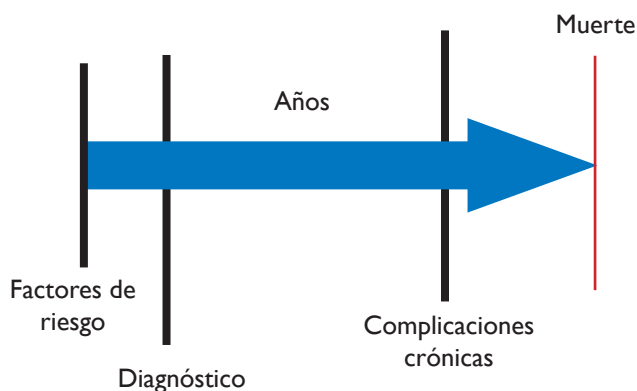 Muerte
Años
Factores de
riesgo
Diagnóstico
Complicaciones
crónicas